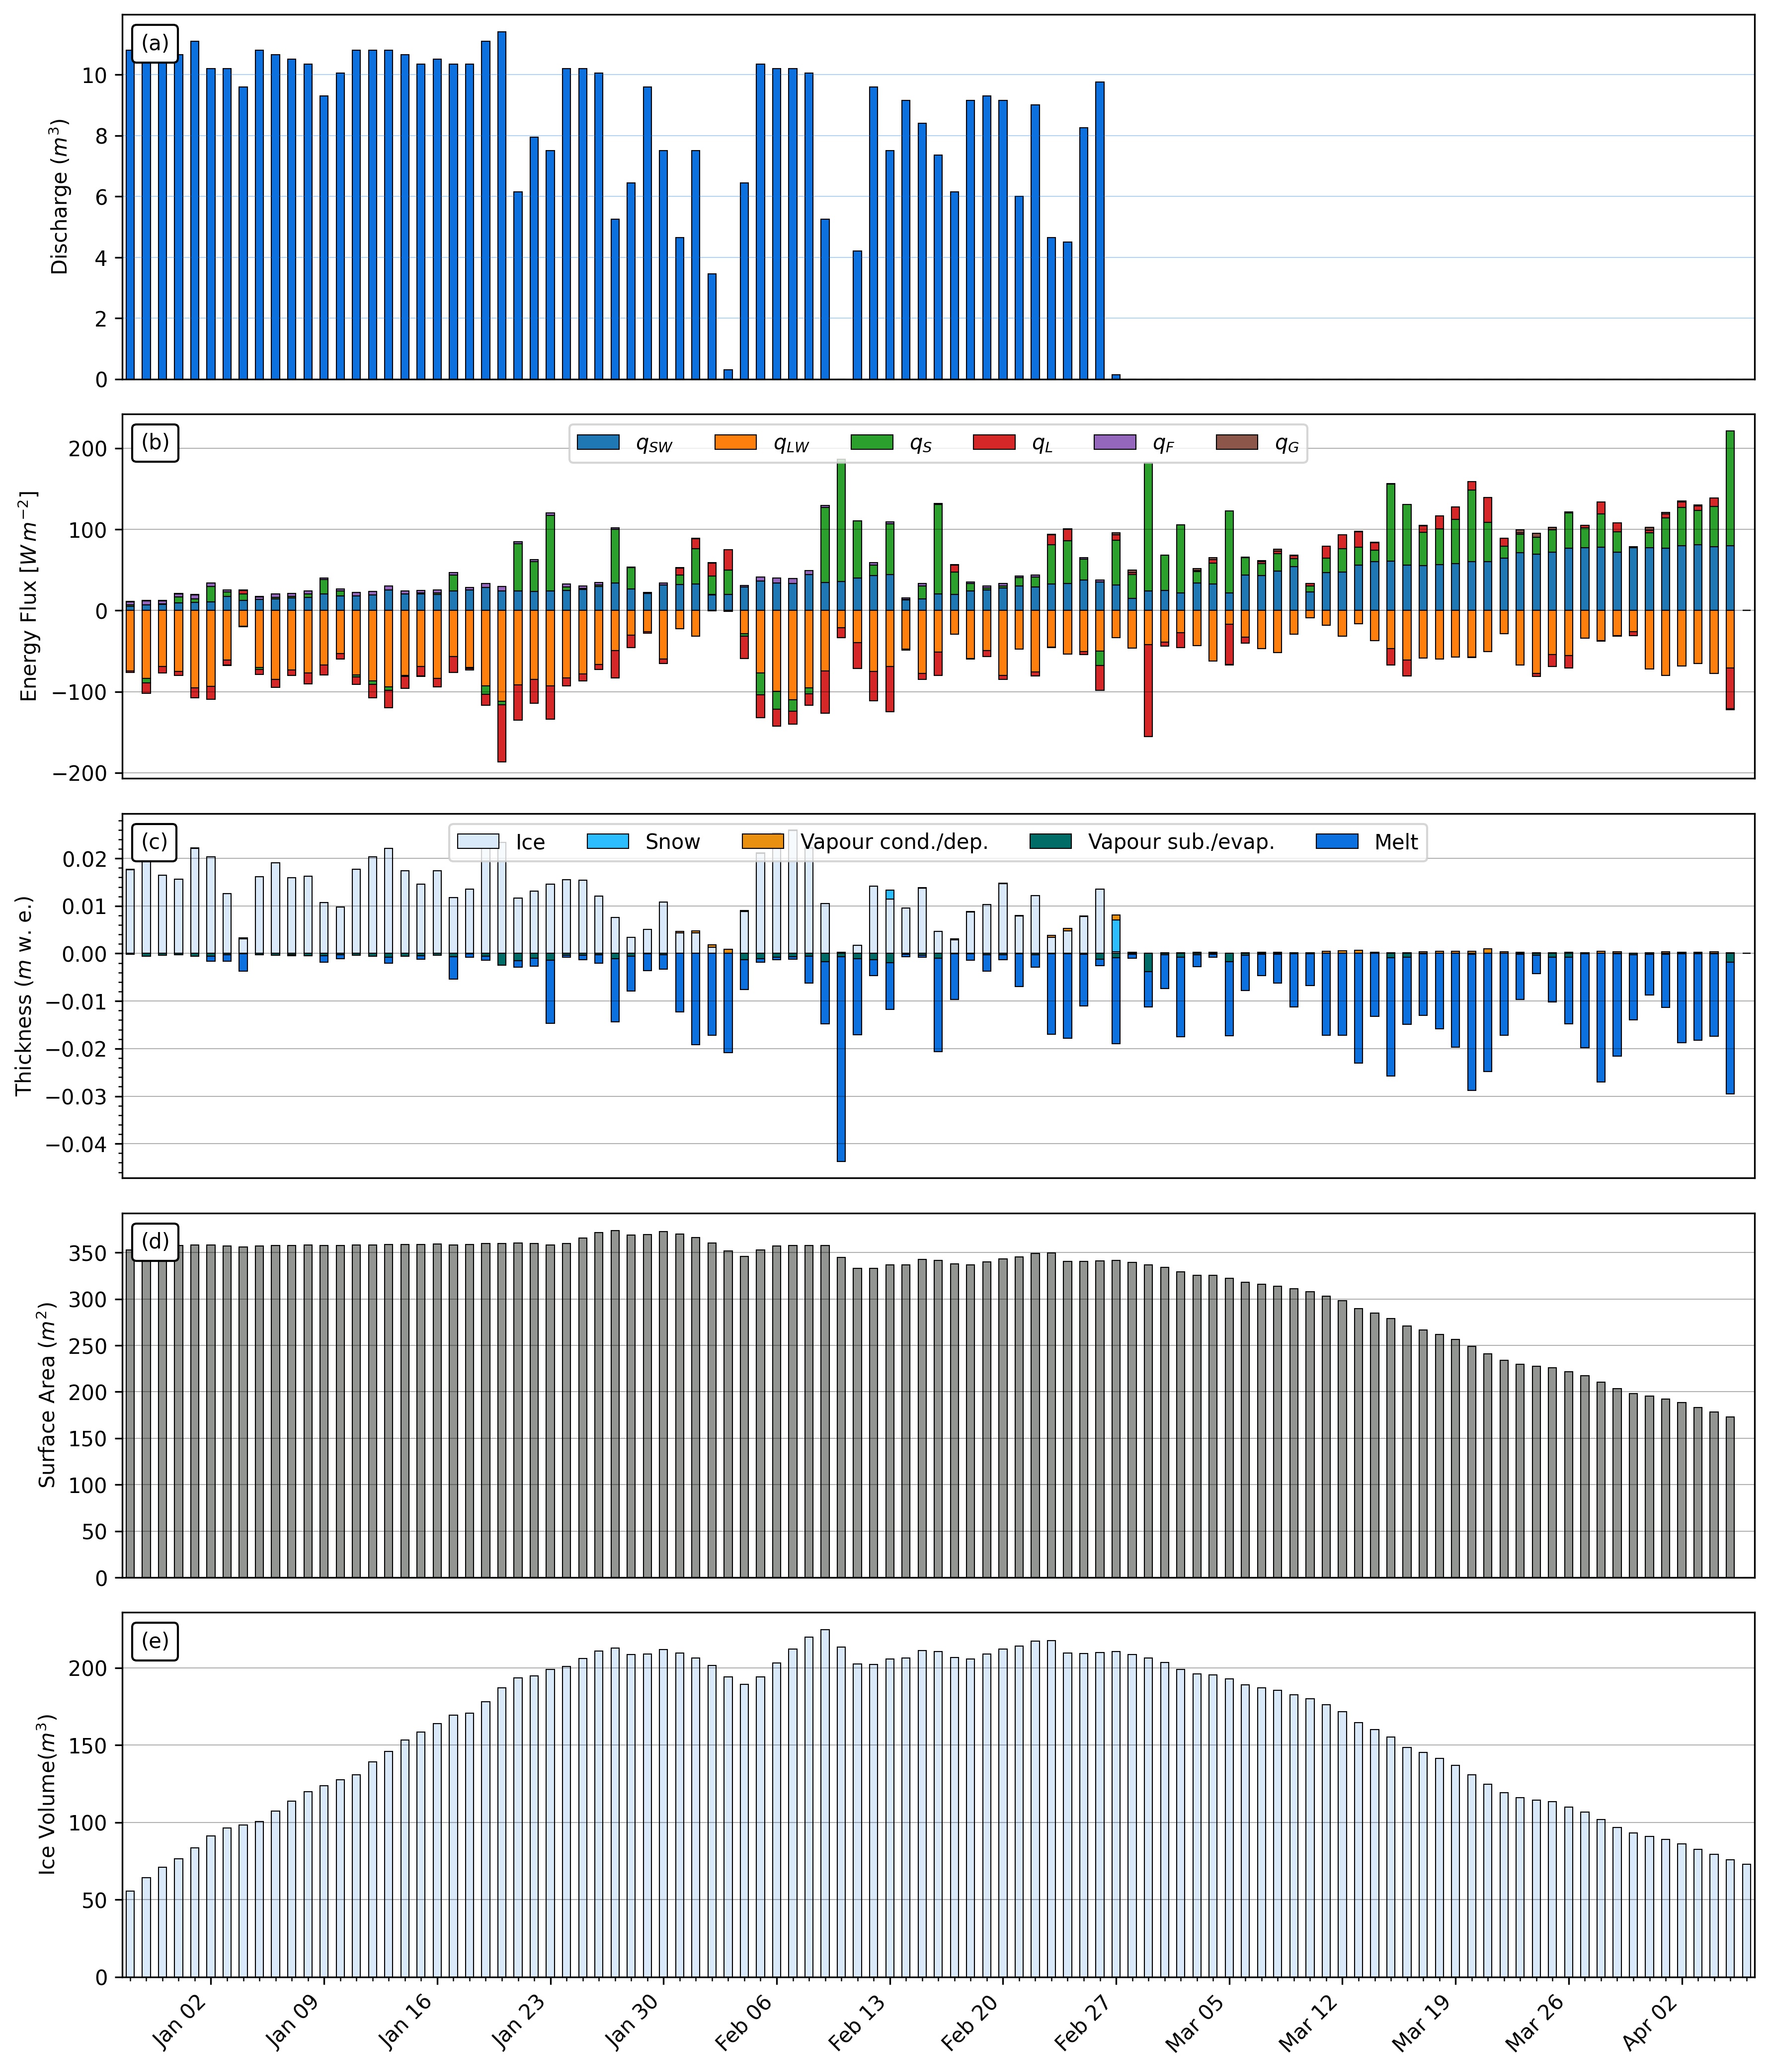 (a)
10
8
6
4
2
0
Discharge (m³)
(b)
q_SW q_LW q_S q_L q_F q_G
200
100
0
−100
−200
Energy Flux [W m⁻²]
(c)
Ice Snow Vapour cond./dep. Vapour sub./evap. Melt
0.02
0.01
0.00
−0.01
−0.02
−0.03
−0.04
Thickness (m w. e.)
(d)
350
300
250
200
150
100
50
0
Surface Area (m²)
(e)
200
150
100
50
0
Ice Volume(m³)
Jan 02 Jan 09 Jan 16 Jan 23 Jan 30 Feb 06 Feb 13 Feb 20 Feb 27 Mar 05 Mar 12 Mar 19 Mar 26 Apr 02